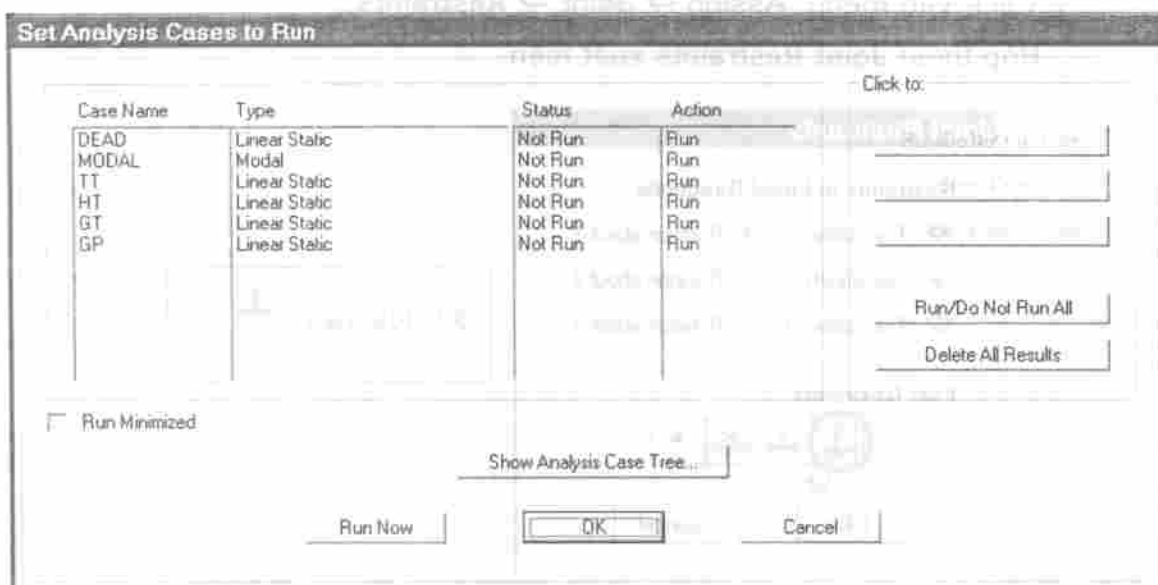 Set Analysis Cases to Run
Click to:
Case Name Type Status Action
DEAD Linear Static Not Run Run
MODAL Modal Not Run Run
TT Linear Static Not Run Run
HT Linear Static Not Run Run
GT Linear Static Not Run Run
GP Linear Static Not Run Run
Run/Do Not Run All
Delete All Results
Run Minimized
Show Analysis Case Tree...
Run Now OK Cancel